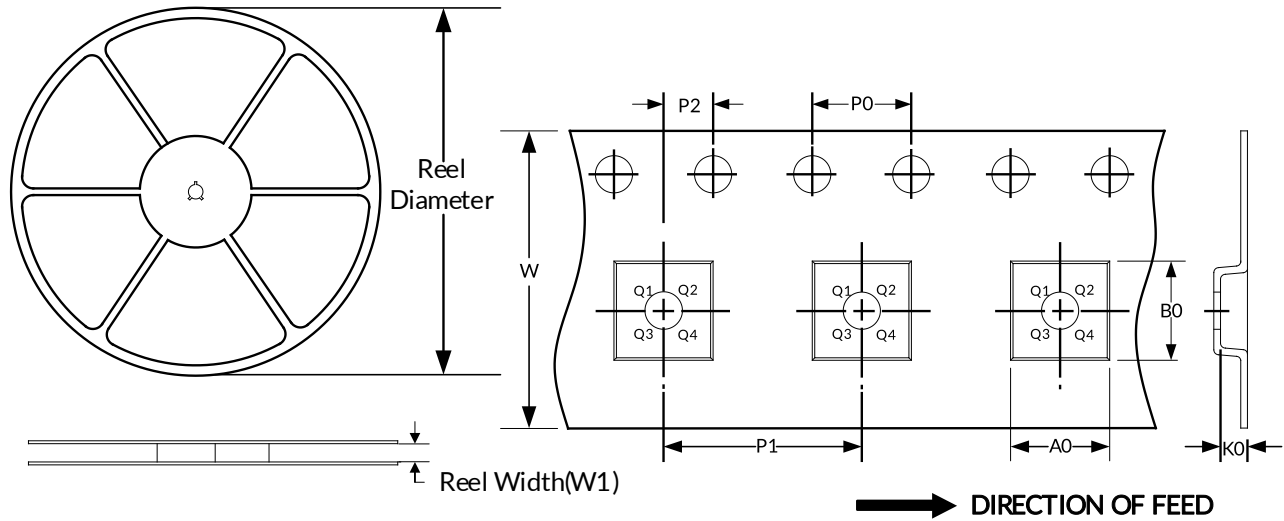 P2
P0
Reel
Diameter
W
Q1 Q2
Q3 Q4
Q1 Q2
Q3 Q4
Q1 Q2
Q3 Q4
B0
P1
A0
K0
Reel Width(W1)
DIRECTION OF FEED